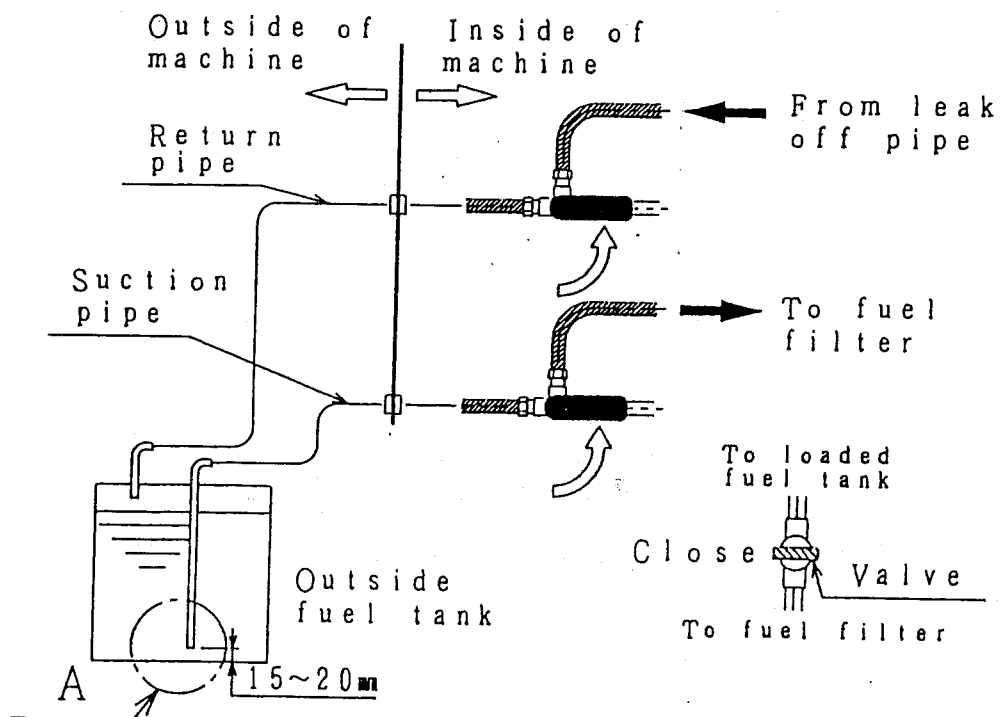 Outside of
machine
Inside of
machine
Return
pipe
From leak
off pipe
Suction
pipe
To fuel
filter
To loaded
fuel tank
Close
Valve
To fuel filter
Outside
fuel tank
A
15~20mm